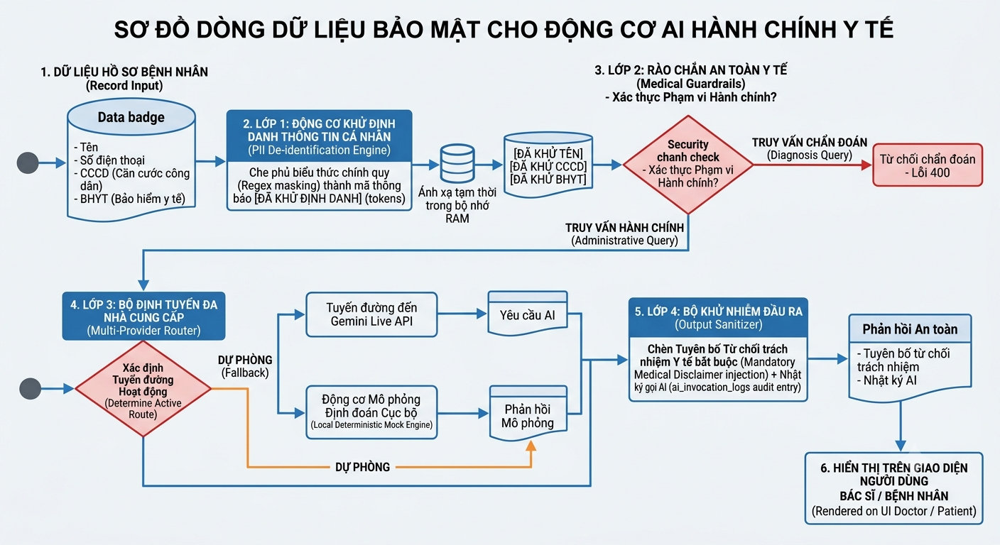 SƠ ĐỒ DÒNG DỮ LIỆU BẢO MẬT CHO ĐỘNG CƠ AI HÀNH CHÍNH Y TẾ
1. DỮ LIỆU HỒ SƠ BỆNH NHÂN
(Record Input)
Data badge
- Tên
- Số điện thoại
- CCCD (Căn cước công
dân)
- BHYT (Bảo hiểm y tế)
2. LỚP 1: ĐỘNG CƠ KHỬ ĐỊNH
DANH THÔNG TIN CÁ NHÂN
(PII De-identification Engine)
Che phủ biểu thức chính quy
(Regex masking) thành mã thông
báo [ĐÃ KHỬ ĐỊNH DANH] (tokens)
Ánh xạ tạm thời
trong bộ nhớ
RAM
[ĐÃ KHỬ TÊN]
[ĐÃ KHỬ CCCD]
[ĐÃ KHỬ BHYT]
3. LỚP 2: RÀO CHẮN AN TOÀN Y TẾ
(Medical Guardrails)
- Xác thực Phạm vi Hành chính?
Security
chanh check
- Xác thực Phạm vi
Hành chính?
TRUY VẤN CHẨN ĐOÁN
(Diagnosis Query)
Từ chối chẩn đoán
- Lỗi 400
TRUY VẤN HÀNH CHÍNH
(Administrative Query)
4. LỚP 3: BỘ ĐỊNH TUYẾN ĐA
NHÀ CUNG CẤP
(Multi-Provider Router)
Xác định
Tuyến đường
Hoạt động
(Determine Active
Route)
DỰ PHÒNG
(Fallback)
Tuyến đường đến
Gemini Live API
Yêu cầu AI
Động cơ Mô phỏng
Định đoán Cục bộ
(Local Deterministic Mock Engine)
Phản hồi
Mô phỏng
DỰ PHÒNG
5. LỚP 4: BỘ KHỬ NHIỄM ĐẦU RA
(Output Sanitizer)
Chèn Tuyên bố Từ chối trách
nhiệm Y tế bắt buộc (Mandatory
Medical Disclaimer injection) + Nhật
ký gọi AI (ai_invocation_logs audit entry)
Phản hồi An toàn
- Tuyên bố từ chối
trách nhiệm
- Nhật ký AI
6. HIỂN THỊ TRÊN GIAO DIỆN
NGƯỜI DÙNG
BÁC SĨ / BỆNH NHÂN
(Rendered on UI Doctor / Patient)